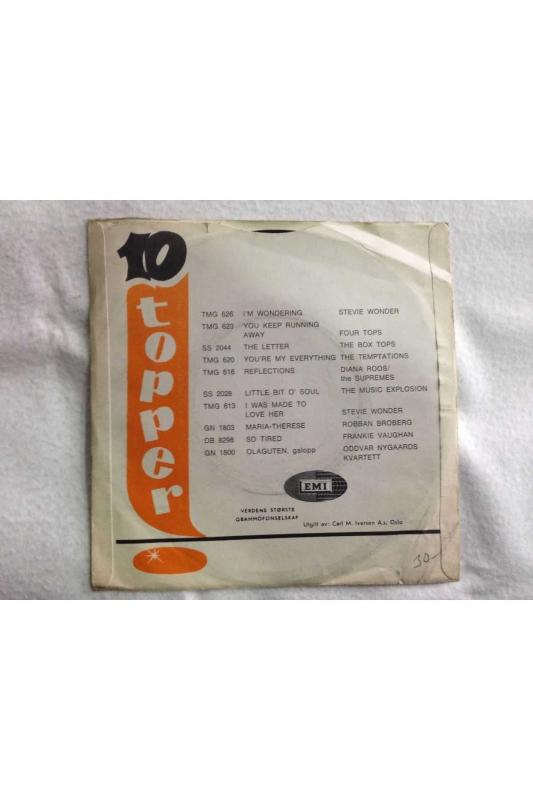 10
topper
TMG 626 I'M WONDERING STEVIE WONDER
TMG 623 YOU KEEP RUNNING
AWAY FOUR TOPS
SS 2044 THE LETTER THE BOX TOPS
TMG 620 YOU'RE MY EVERYTHING THE TEMPTATIONS
TMG 616 REFLECTIONS DIANA ROOS/
the SUPREMES
SS 2028 LITTLE BIT O' SOUL THE MUSIC EXPLOSION
TMG 613 I WAS MADE TO
LOVE HER STEVIE WONDER
GN 1803 MARIA-THERESE ROBBAN BROBERG
DB 8298 SO TIRED FRANKIE VAUGHAN
GN 1800 OLAGUTEN, galopp ODDVAR NYGAARDS
KVARTETT
EMI
VERDENS STØRSTE
GRAMMOFONSELSKAP
Utgitt av: Carl M. Iversen A.s, Oslo
30-